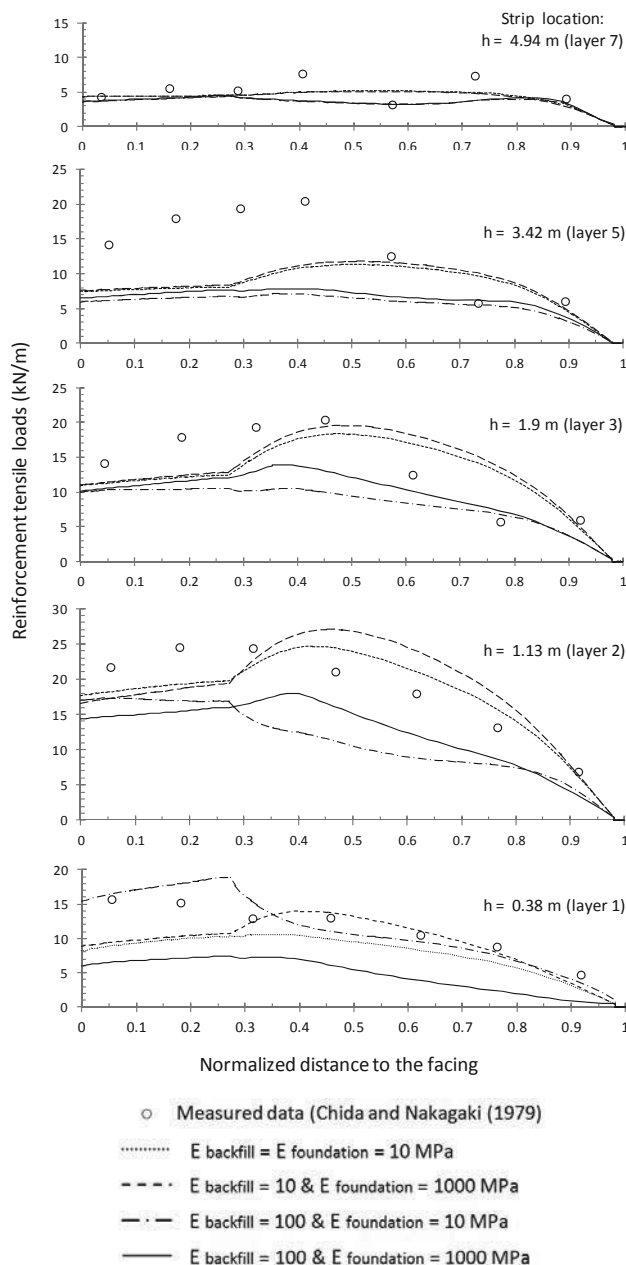 Strip location:
h = 4.94 m (layer 7)
15
10
5
0
0 0.1 0.2 0.3 0.4 0.5 0.6 0.7 0.8 0.9 1
25
20
15
10
5
0
h = 3.42 m (layer 5)
0 0.1 0.2 0.3 0.4 0.5 0.6 0.7 0.8 0.9 1
Reinforcement tensile loads (kN/m)
25
20
15
10
5
0
h = 1.9 m (layer 3)
0 0.1 0.2 0.3 0.4 0.5 0.6 0.7 0.8 0.9 1
30
25
20
15
10
5
0
h = 1.13 m (layer 2)
0 0.1 0.2 0.3 0.4 0.5 0.6 0.7 0.8 0.9 1
20
15
10
5
0
h = 0.38 m (layer 1)
0 0.1 0.2 0.3 0.4 0.5 0.6 0.7 0.8 0.9 1
Normalized distance to the facing
Measured data (Chida and Nakagaki (1979)
E backfill = E foundation = 10 MPa
E backfill = 10 & E foundation = 1000 MPa
E backfill = 100 & E foundation = 10 MPa
E backfill = 100 & E foundation = 1000 MPa